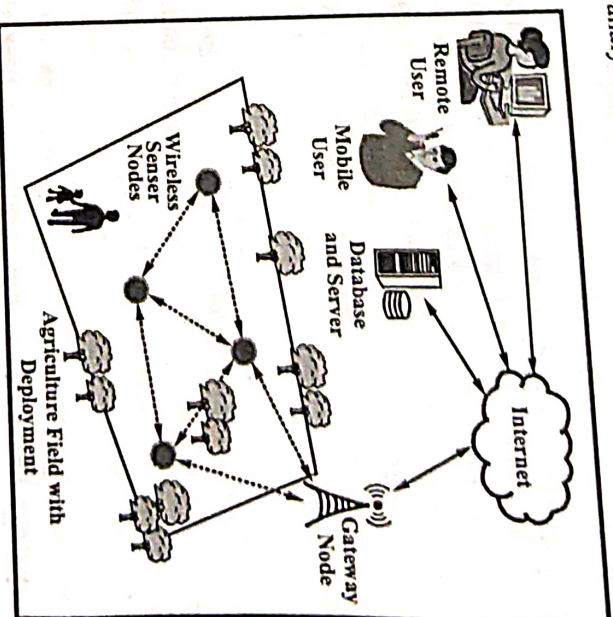 Remote
User
Mobile
User
Database
and Server
Internet
Gateway
Node
Wireless
Senser
Nodes
Agriculture Field with
Deployment